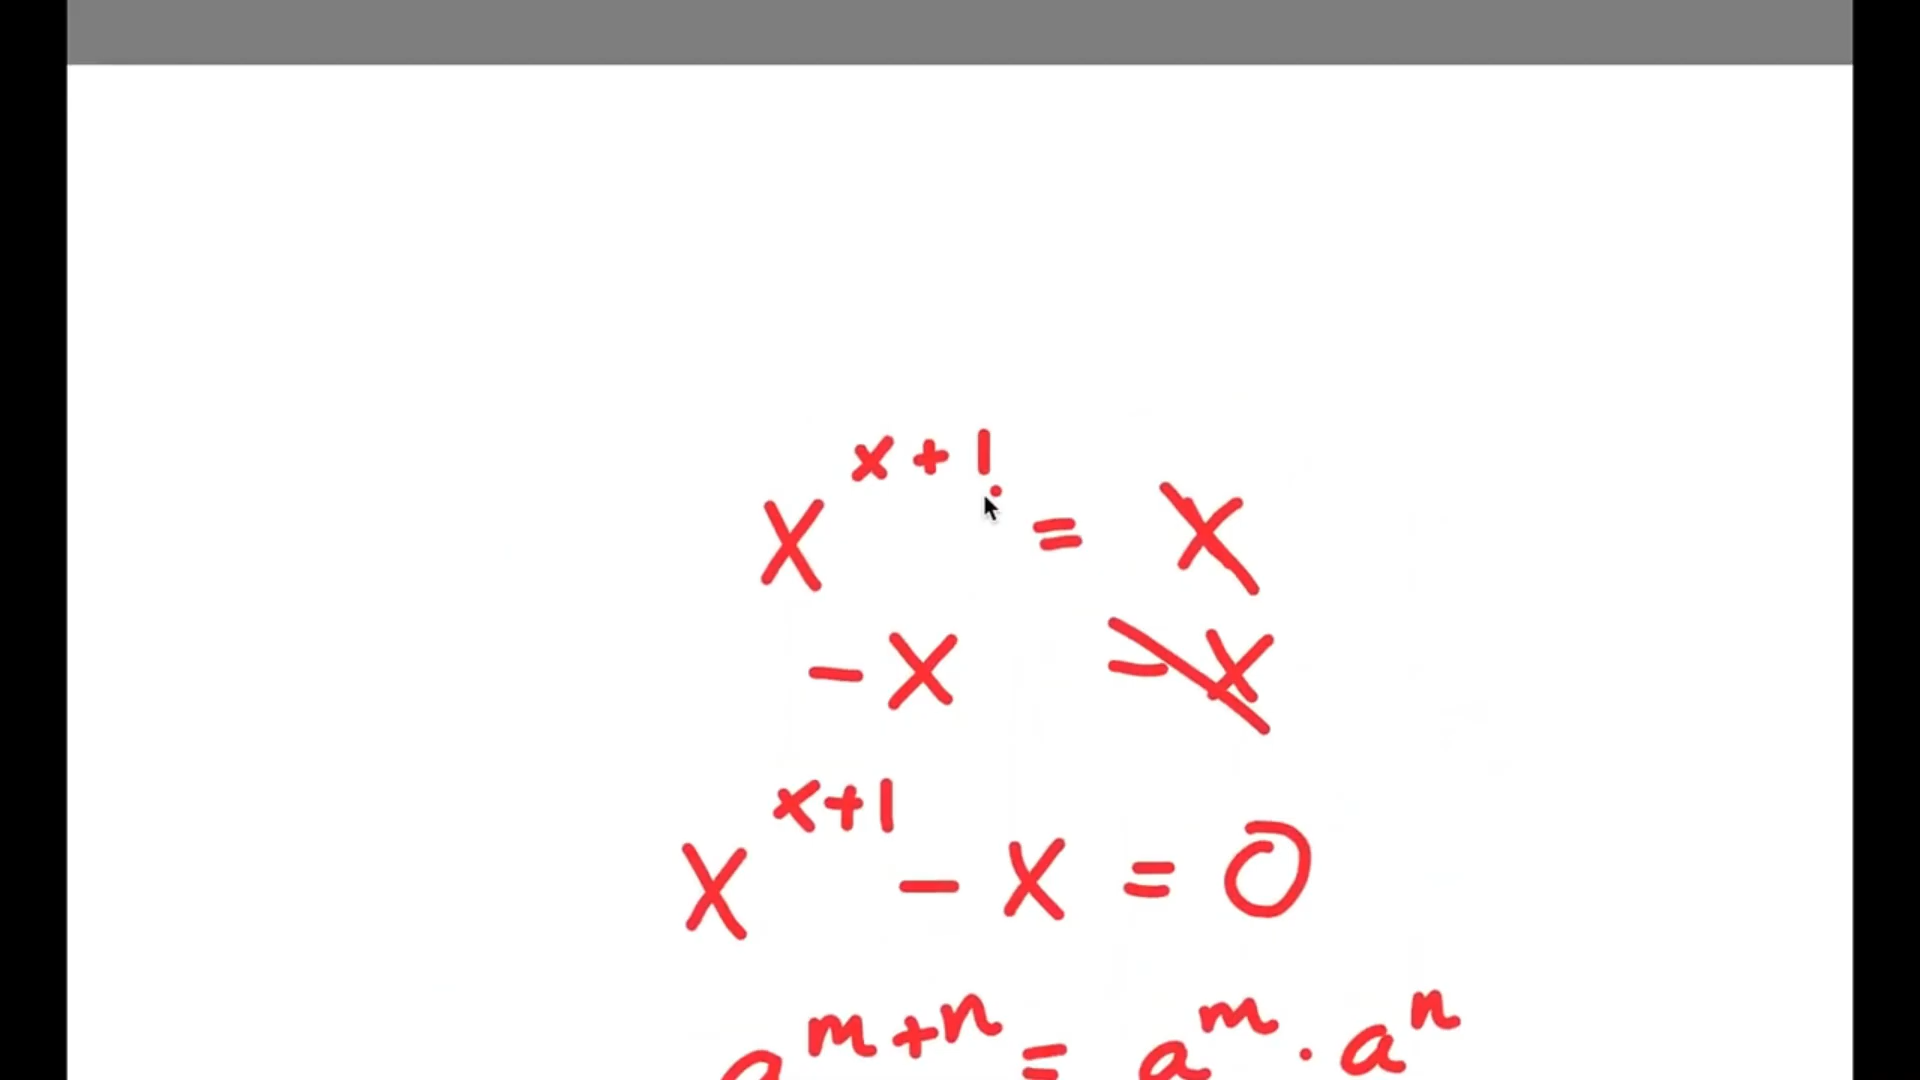 x^{x+1} = x
- x - x
x^{x+1} - x = 0
a^{m+n} = a^m · a^n